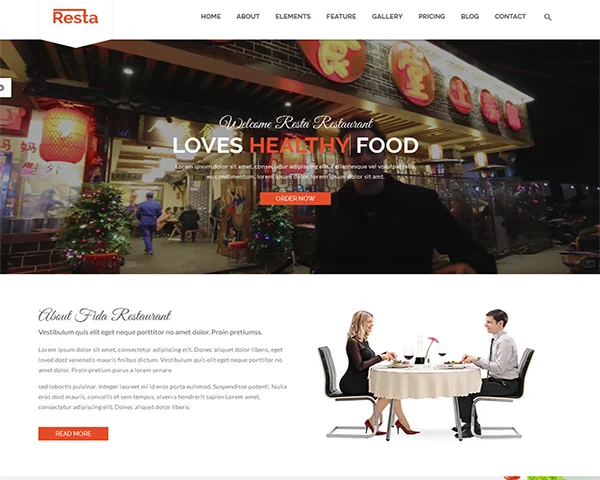 Resta
HOME ABOUT ELEMENTS FEATURE GALLERY PRICING BLOG CONTACT
Welcome Resta Restaurant
LOVES HEALTHY FOOD
Lorem ipsum dolor sit amet, consectetur adipiscing elit. Pellentesque vel volutpat felis,
eu condimentum. lorem ipsum dolor sit amet, lorem ipsum dolor sit amt.
ORDER NOW
About Fida Restaurant
Vestibulum quis elit eget neque porttitor no amet dolor. Proin pretiumss.
Lorem ipsum dolor sit amet, consectetur adipiscing elit. Donec aliquet dolor libero, eget
loved dost venenatis mauris finibus dictum. Vestibulum quis elit eget neque porttitor no
amet dolor. Proin pretium purus a lorem ornare
sed lobortis pulvinar. Integer laoreet mi id eros porta euismod. Suspendisse potenti. Nulla
eros dost mauris, convallis et sem tempus, viverra hendrerit sapien Lorem amet,
consectetur adipiscing elit. Donec aliquet dolor libero.
READ MORE